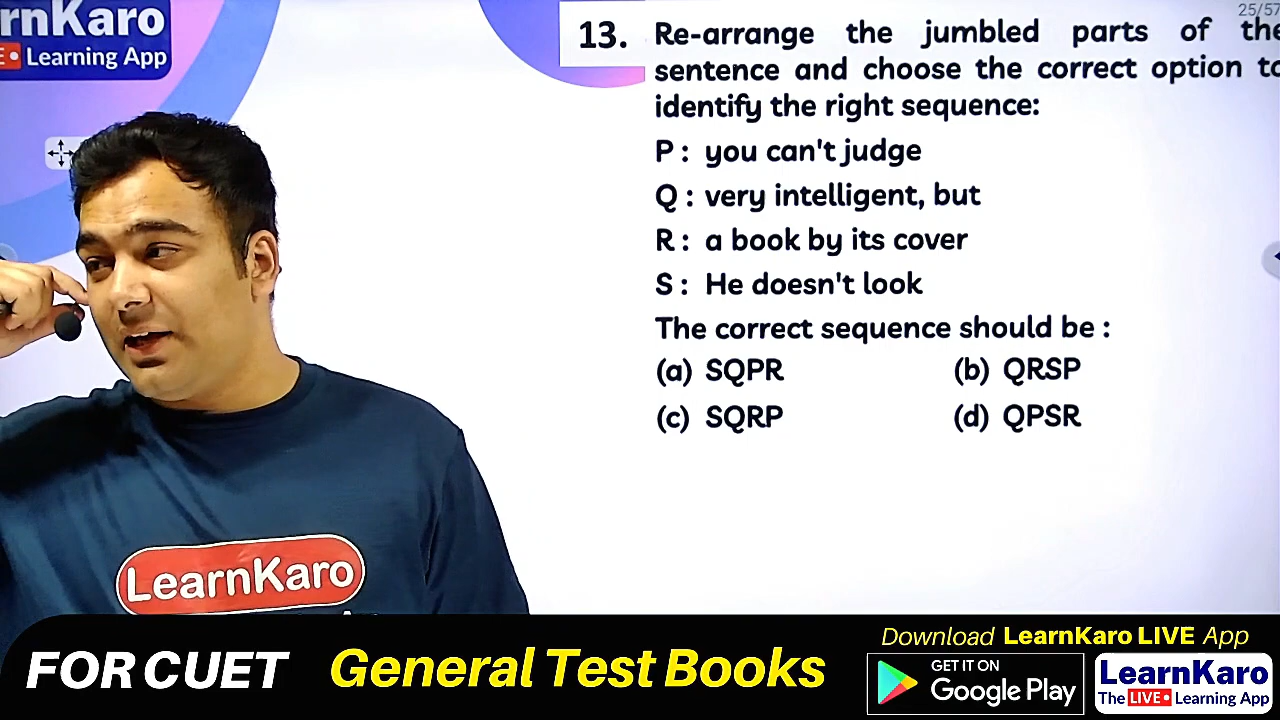 rnKaro
E• Learning App
25/57
13. Re-arrange the jumbled parts of the
sentence and choose the correct option to
identify the right sequence:
P : you can't judge
Q : very intelligent, but
R : a book by its cover
S : He doesn't look
The correct sequence should be :
(a) SQPR (b) QRSP
(c) SQRP (d) QPSR
LearnKaro
FOR CUET General Test Books
Download LearnKaro LIVE App
GET IT ON
Google Play
LearnKaro
The LIVE• Learning App